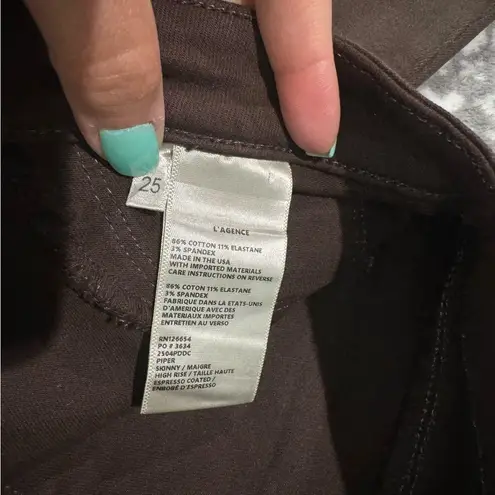 25
L'AGENCE
86% COTTON 11% ELASTANE
3% SPANDEX
MADE IN THE USA
WITH IMPORTED MATERIALS
CARE INSTRUCTIONS ON REVERSE
86% COTON 11% ELASTANE
3% SPANDEX
FABRIQUE DANS LA ETATS-UNIS
D'AMERIQUE AVEC DES
MATERIAUX IMPORTES
ENTRETIEN AU VERSO
RN126654
PO # 3634
2504PDDC
PIPER
SKINNY / MAIGRE
HIGH RISE / TAILLE HAUTE
ESPRESSO COATED /
ENROBÉ D'ESPRESSO